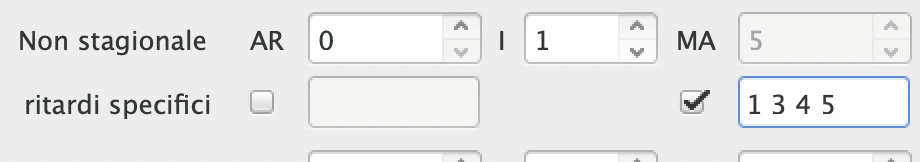 Non stagionale AR 0 I 1 MA 5
ritardi specifici 1 3 4 5